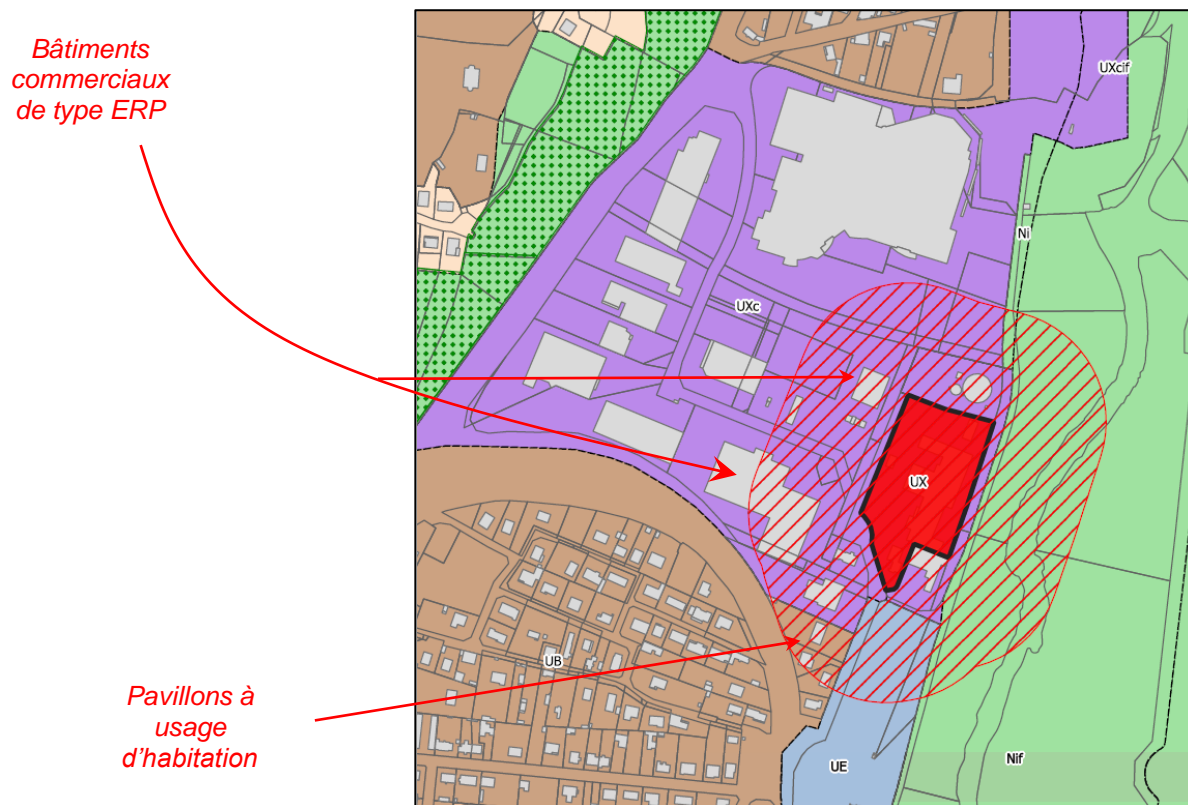 Bâtiments
commerciaux
de type ERP
UXcif
Ni
UXc
UX
UB
Pavillons à
usage
d'habitation
UE
Nif